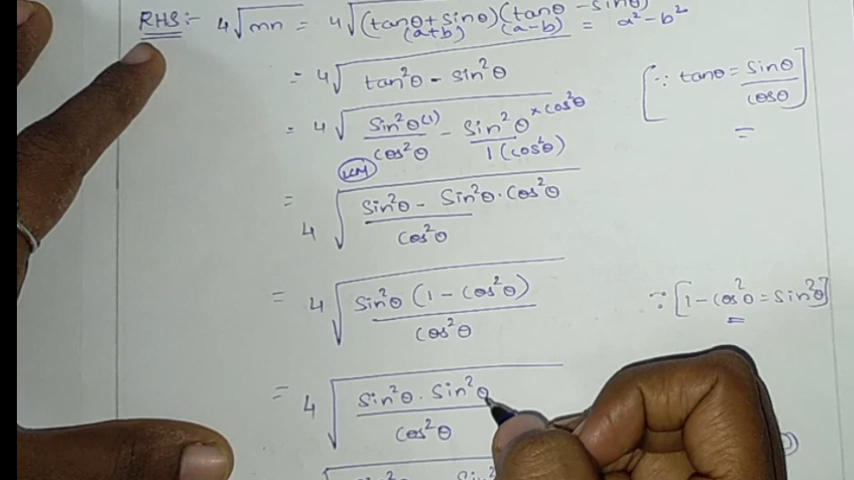 RHS:- 4√mn = 4√(tanθ+sinθ)(tanθ-sinθ)
(a+b) (a-b) = a²-b²
= 4√tan²θ - sin²θ
[∵ tanθ = sinθ/cosθ]
= 4√sin²θ(1)/cos²θ - sin²θ×cos²θ/1(cos²θ)
LCM
= 4√sin²θ - sin²θ·cos²θ/cos²θ
= 4√sin²θ(1-cos²θ)/cos²θ
∵ [1-cos²θ = sin²θ]
= 4√sin²θ·sin²θ/cos²θ